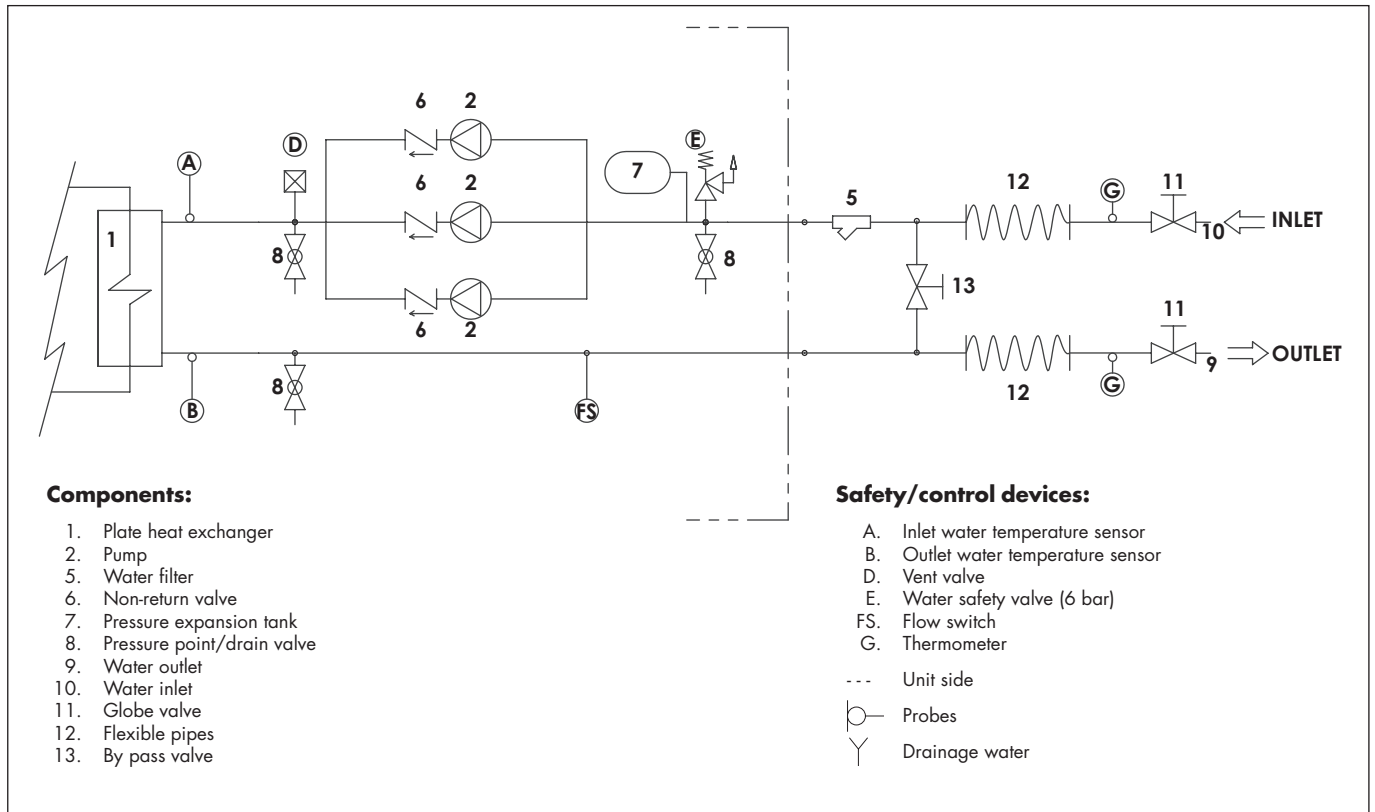 6 2
D
E
A
7
12
G
11
5
6 2
INLET
10
1
8
8
6 2
13
11
OUTLET
9
8
B
FS
12
G
Components:
1. Plate heat exchanger
2. Pump
5. Water filter
6. Non-return valve
7. Pressure expansion tank
8. Pressure point/drain valve
9. Water outlet
10. Water inlet
11. Globe valve
12. Flexible pipes
13. By pass valve
Safety/control devices:
A. Inlet water temperature sensor
B. Outlet water temperature sensor
D. Vent valve
E. Water safety valve (6 bar)
FS. Flow switch
G. Thermometer
--- Unit side
Probes
Drainage water